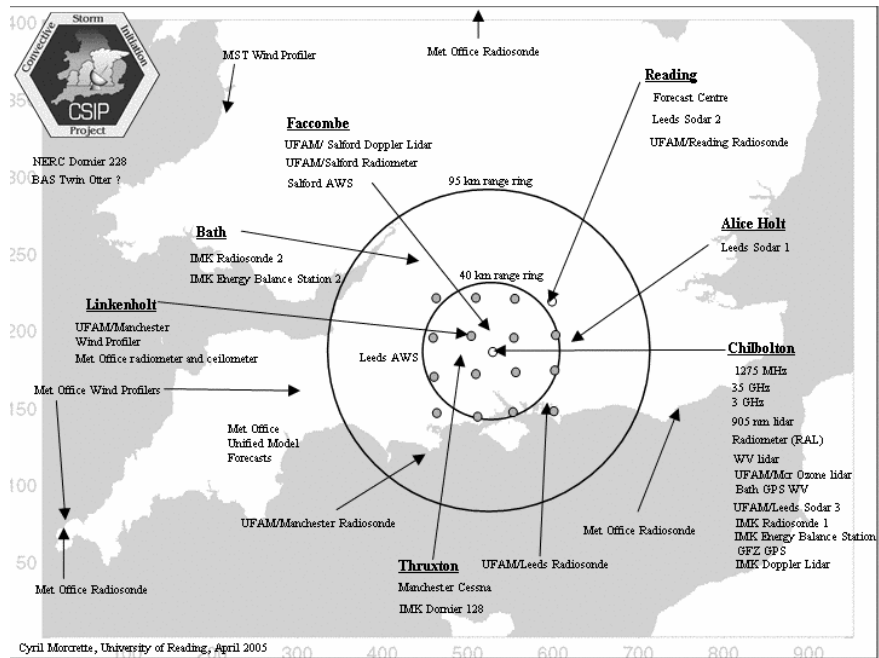 400
350
300
250
200
150
100
50
Convective
Storm
Initiation
CSIP
Project
NERC Dornier 228
BAS Twin Otter ?
MST Wind Profiler
Met Office Radiosonde
Reading
Forecast Centre
Leeds Sodar 2
UFAM/Reading Radiosonde
Faccombe
UFAM/ Salford Doppler Lidar
UFAM/Salford Radiometer
Salford AWS
95 km range ring
40 km range ring
Bath
IMK Radiosonde 2
IMK Energy Balance Station 2
Alice Holt
Leeds Sodar 1
Linkenholt
UFAM/Manchester
Wind Profiler
Met Office radiometer and ceilometer
Leeds AWS
Met Office Wind Profilers
Met Office
Unified Model
Forecasts
Chilbolton
1275 MHz
35 GHz
3 GHz
905 nm lidar
Radiometer (RAL)
WV lidar
UFAM/Mcr Ozone lidar
Bath GPS WV
UFAM/Leeds Sodar 3
IMK Radiosonde 1
IMK Energy Balance Station
GFZ GPS
IMK Doppler Lidar
UFAM/Manchester Radiosonde
Met Office Radiosonde
Thruxton
Manchester Cessna
IMK Dornier 128
UFAM/Leeds Radiosonde
Met Office Radiosonde
Cyril Morcrette, University of Reading, April 2005
300 400 500 600 700 800 900